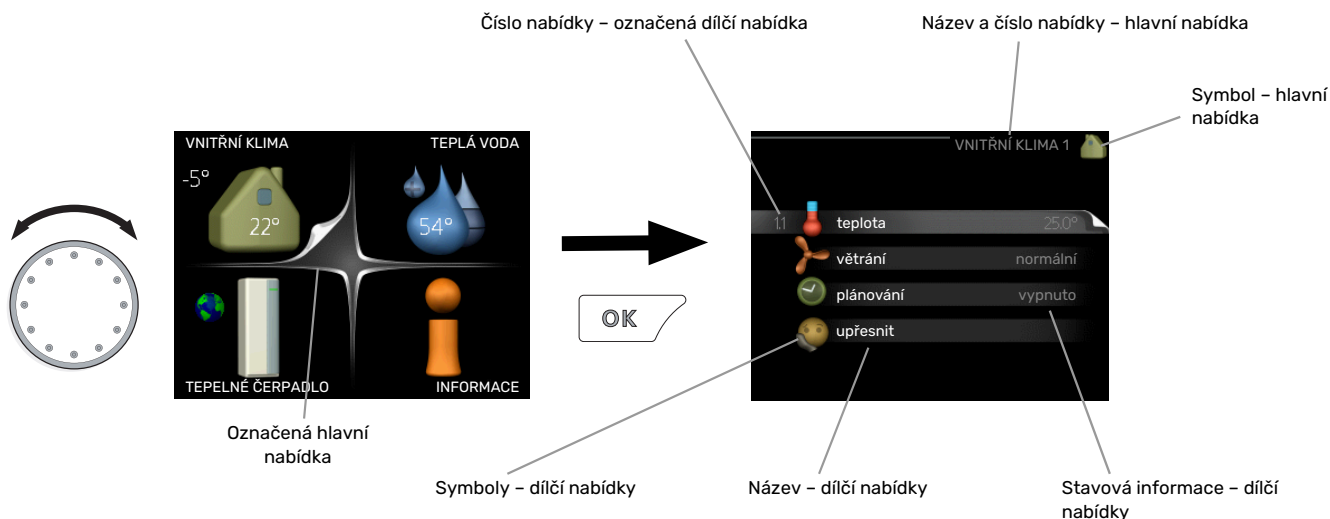 Číslo nabídky – označená dílčí nabídka
Název a číslo nabídky – hlavní nabídka
Symbol – hlavní
nabídka
VNITŘNÍ KLIMA
TEPLÁ VODA
-5°
22°
54°
TEPELNÉ ČERPADLO
INFORMACE
OK
VNITŘNÍ KLIMA 1
1.1 teplota 25.0°
větrání normální
plánování vypnuto
upřesnit
Označená hlavní
nabídka
Symboly – dílčí nabídky
Název – dílčí nabídky
Stavová informace – dílčí
nabídky